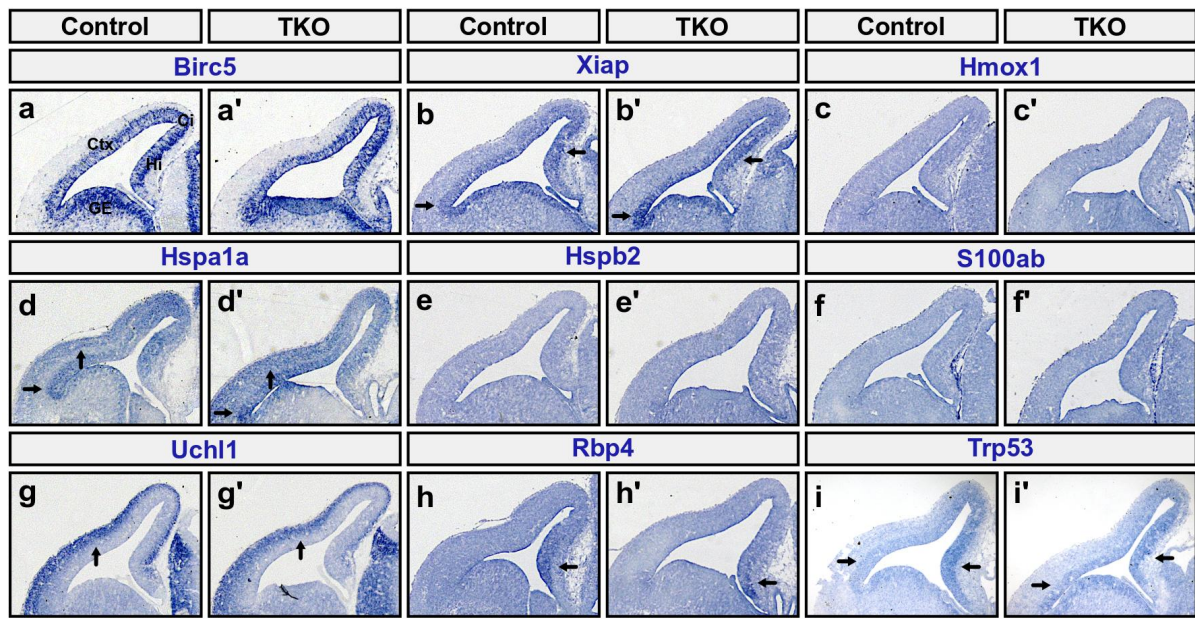 Control TKO Control TKO Control TKO
Birc5 Xiap Hmox1
a a' b b' c c'
Ctx Ci Hi GE
Hspa1a Hspb2 S100ab
d d' e e' f f'
Uchl1 Rbp4 Trp53
g g' h h' i i'